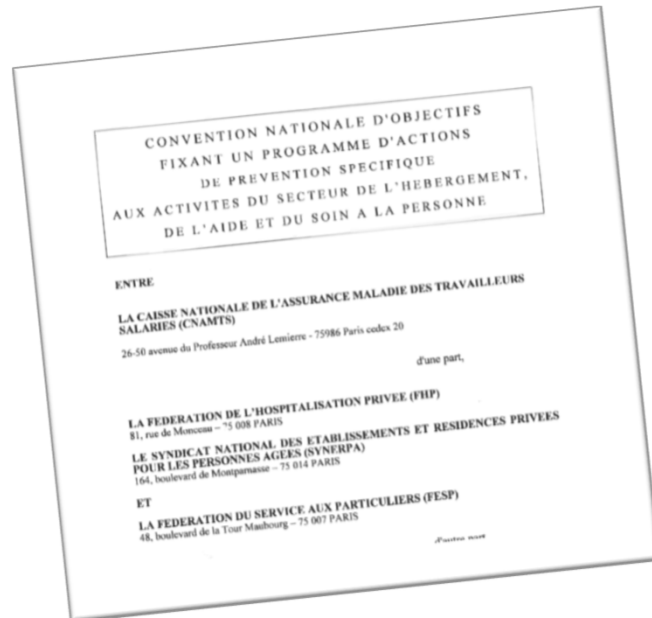 CONVENTION NATIONALE D'OBJECTIFS
FIXANT UN PROGRAMME D'ACTIONS
DE PREVENTION SPECIFIQUE
AUX ACTIVITES DU SECTEUR DE L'HEBERGEMENT,
DE L'AIDE ET DU SOIN A LA PERSONNE
ENTRE
LA CAISSE NATIONALE DE L'ASSURANCE MALADIE DES TRAVAILLEURS
SALARIES (CNAMTS)
26-50 avenue du Professeur André Lemierre - 75986 Paris cedex 20
d'une part,
LA FEDERATION DE L'HOSPITALISATION PRIVEE (FHP)
81, rue de Monceau – 75 008 PARIS
LE SYNDICAT NATIONAL DES ETABLISSEMENTS ET RESIDENCES PRIVEES
POUR LES PERSONNES AGEES (SYNERPA)
164, boulevard de Montparnasse – 75 014 PARIS
ET
LA FEDERATION DU SERVICE AUX PARTICULIERS (FESP)
48, boulevard de la Tour Maubourg – 75 007 PARIS
d'autre part